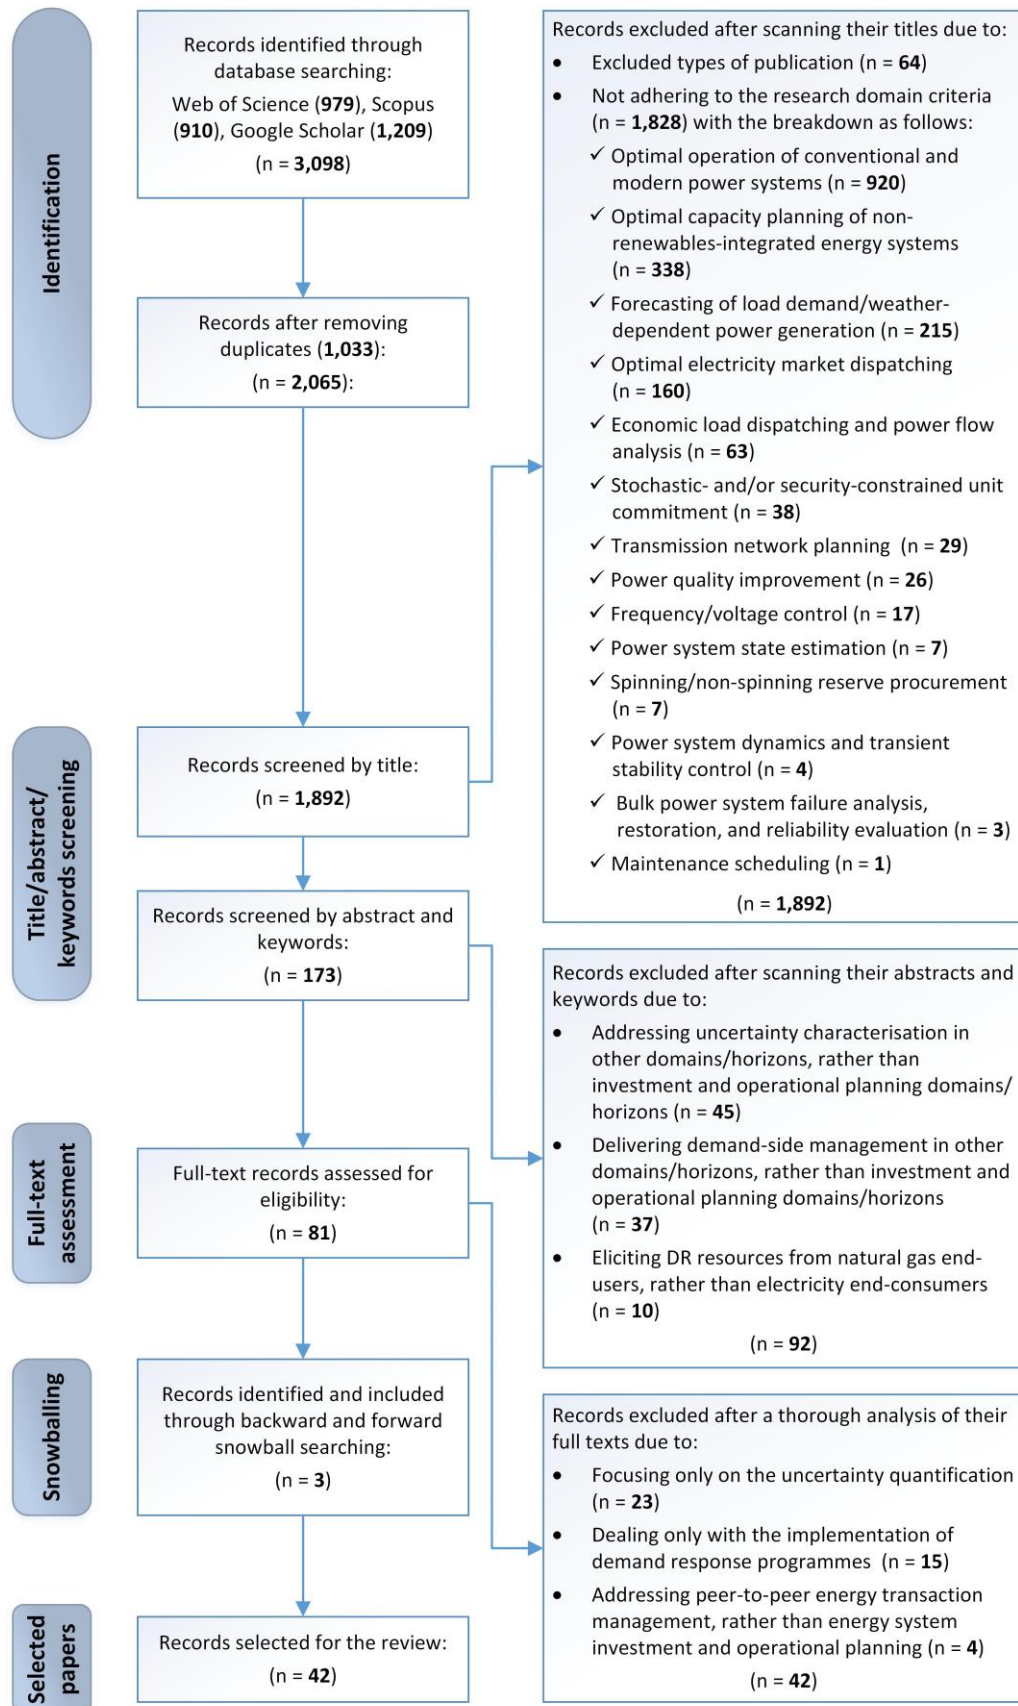 Identification
Records identified through
database searching:
Web of Science (979), Scopus
(910), Google Scholar (1,209)
(n = 3,098)
Records after removing
duplicates (1,033):
(n = 2,065):
Records excluded after scanning their titles due to:
• Excluded types of publication (n = 64)
• Not adhering to the research domain criteria
(n = 1,828) with the breakdown as follows:
✓ Optimal operation of conventional and
modern power systems (n = 920)
✓ Optimal capacity planning of non-
renewables-integrated energy systems
(n = 338)
✓ Forecasting of load demand/weather-
dependent power generation (n = 215)
✓ Optimal electricity market dispatching
(n = 160)
✓ Economic load dispatching and power flow
analysis (n = 63)
✓ Stochastic- and/or security-constrained unit
commitment (n = 38)
✓ Transmission network planning (n = 29)
✓ Power quality improvement (n = 26)
✓ Frequency/voltage control (n = 17)
✓ Power system state estimation (n = 7)
✓ Spinning/non-spinning reserve procurement
(n = 7)
✓ Power system dynamics and transient
stability control (n = 4)
✓ Bulk power system failure analysis,
restoration, and reliability evaluation (n = 3)
✓ Maintenance scheduling (n = 1)
(n = 1,892)
Title/abstract/
keywords screening
Records screened by title:
(n = 1,892)
Records screened by abstract and
keywords:
(n = 173)
Records excluded after scanning their abstracts and
keywords due to:
• Addressing uncertainty characterisation in
other domains/horizons, rather than
investment and operational planning domains/
horizons (n = 45)
• Delivering demand-side management in other
domains/horizons, rather than investment and
operational planning domains/horizons
(n = 37)
• Eliciting DR resources from natural gas end-
users, rather than electricity end-consumers
(n = 10)
(n = 92)
Full-text
assessment
Full-text records assessed for
eligibility:
(n = 81)
Snowballing
Records identified and included
through backward and forward
snowball searching:
(n = 3)
Records excluded after a thorough analysis of their
full texts due to:
• Focusing only on the uncertainty quantification
(n = 23)
• Dealing only with the implementation of
demand response programmes (n = 15)
• Addressing peer-to-peer energy transaction
management, rather than energy system
investment and operational planning (n = 4)
(n = 42)
Selected
papers
Records selected for the review:
(n = 42)